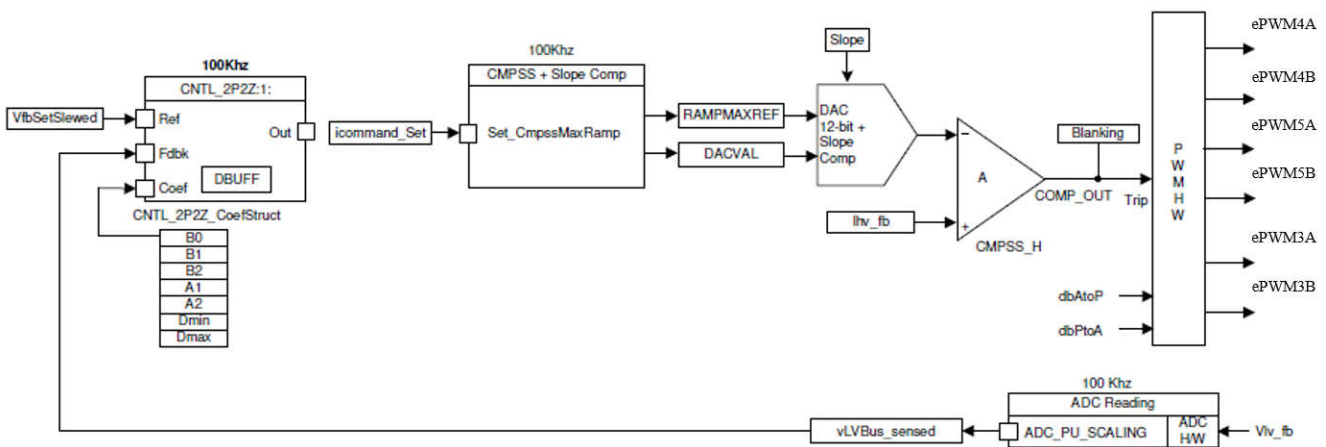 100Khz
CNTL_2P2Z:1:
VfbSetSlewed
Ref
Fdbk
Coef
Out
DBUFF
CNTL_2P2Z_CoefStruct
B0
B1
B2
A1
A2
Dmin
Dmax
icommand_Set
100Khz
CMPSS + Slope Comp
Set_CmpssMaxRamp
RAMPMAXREF
DACVAL
Slope
DAC
12-bit +
Slope
Comp
Ihv_fb
−
+
A
CMPSS_H
Blanking
COMP_OUT
Trip
dbAtoP
dbPtoA
P
W
M
H
W
ePWM4A
ePWM4B
ePWM5A
ePWM5B
ePWM3A
ePWM3B
100 Khz
ADC Reading
vLVBus_sensed
ADC_PU_SCALING
ADC
H/W
Vlv_fb